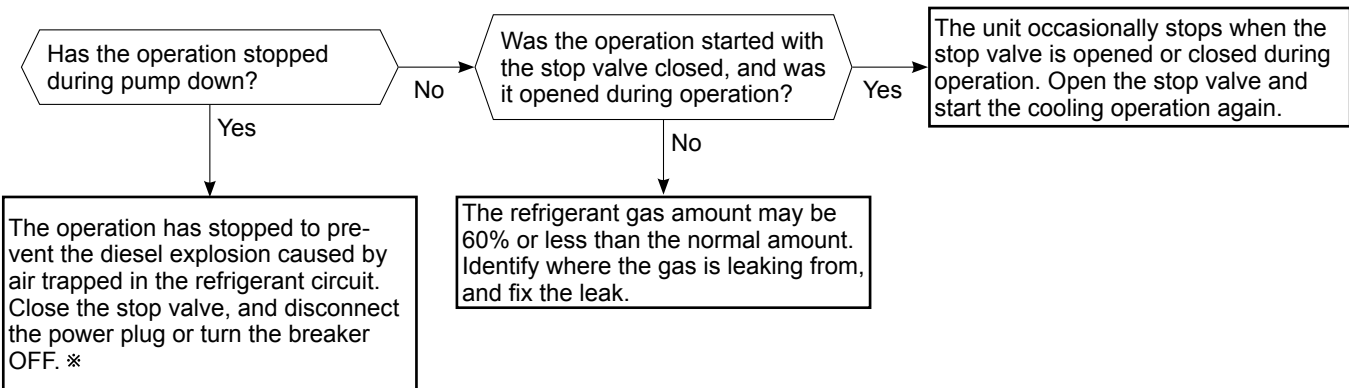 Has the operation stopped
during pump down?
No
Yes
Was the operation started with
the stop valve closed, and was
it opened during operation?
Yes
No
The unit occasionally stops when the
stop valve is opened or closed during
operation. Open the stop valve and
start the cooling operation again.
The operation has stopped to pre-
vent the diesel explosion caused by
air trapped in the refrigerant circuit.
Close the stop valve, and disconnect
the power plug or turn the breaker
OFF. ※
The refrigerant gas amount may be
60% or less than the normal amount.
Identify where the gas is leaking from,
and fix the leak.